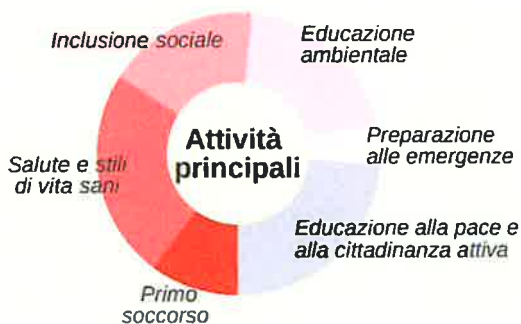 Inclusione sociale
Educazione
ambientale
Attività
principali
Preparazione
alle emergenze
Salute e stili
di vita sani
Educazione alla pace e
alla cittadinanza attiva
Primo
soccorso